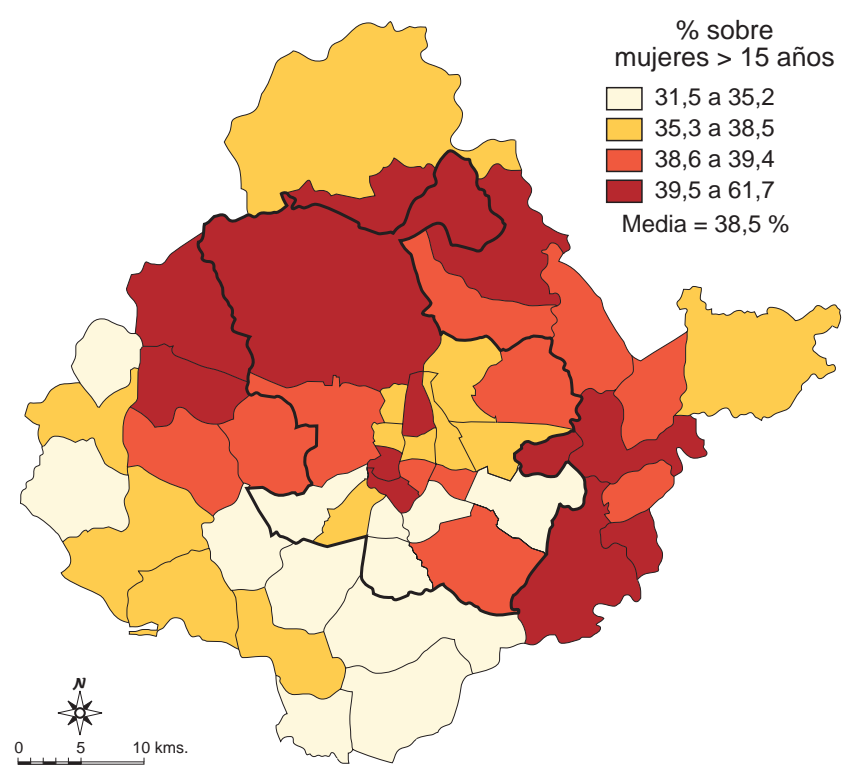 % sobre
mujeres > 15 años
31,5 a 35,2
35,3 a 38,5
38,6 a 39,4
39,5 a 61,7
Media = 38,5 %
N
0 5 10 kms.